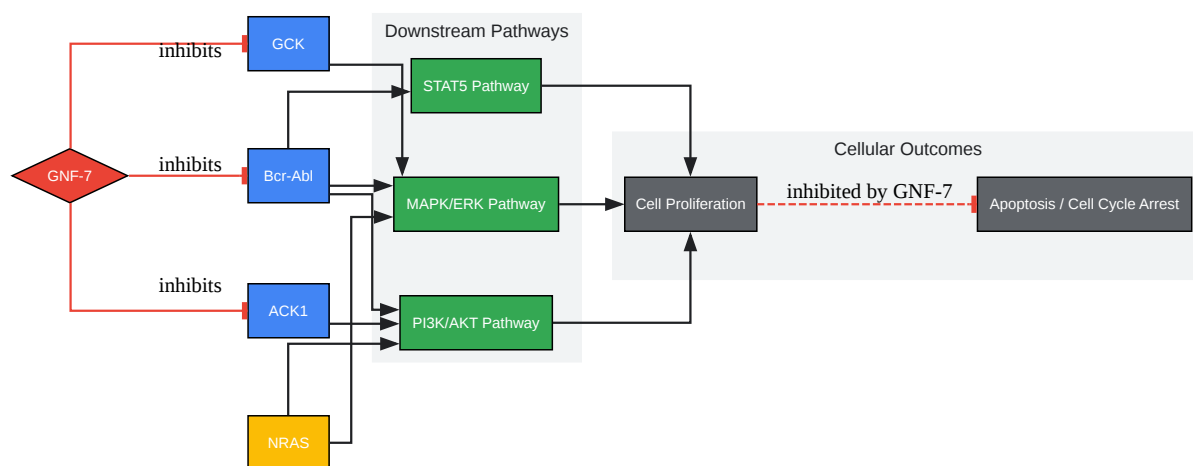 GCK
Downstream Pathways
inhibits
STAT5 Pathway
Cellular Outcomes
inhibits
GNF-7
Bcr-Abl
inhibited by GNF-7
MAPK/ERK Pathway
Cell Proliferation
Apoptosis / Cell Cycle Arrest
inhibits
ACK1
PI3K/AKT Pathway
NRAS